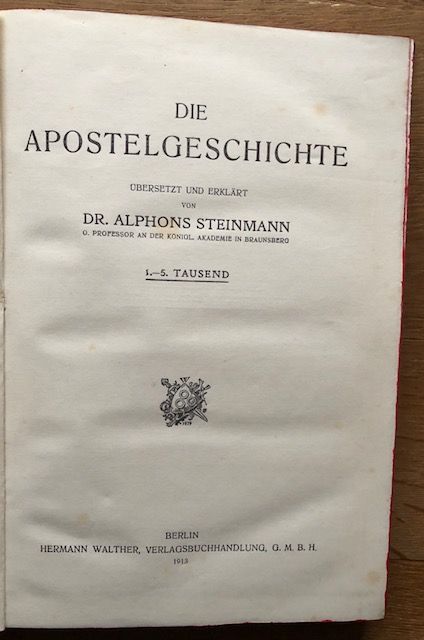 DIE
APOSTELGESCHICHTE
ÜBERSETZT UND ERKLÄRT
VON
DR. ALPHONS STEINMANN
O. PROFESSOR AN DER KÖNIGL. AKADEMIE IN BRAUNSBERG
1.—5. TAUSEND
BERLIN
HERMANN WALTHER, VERLAGSBUCHHANDLUNG, G. M. B. H.
1913